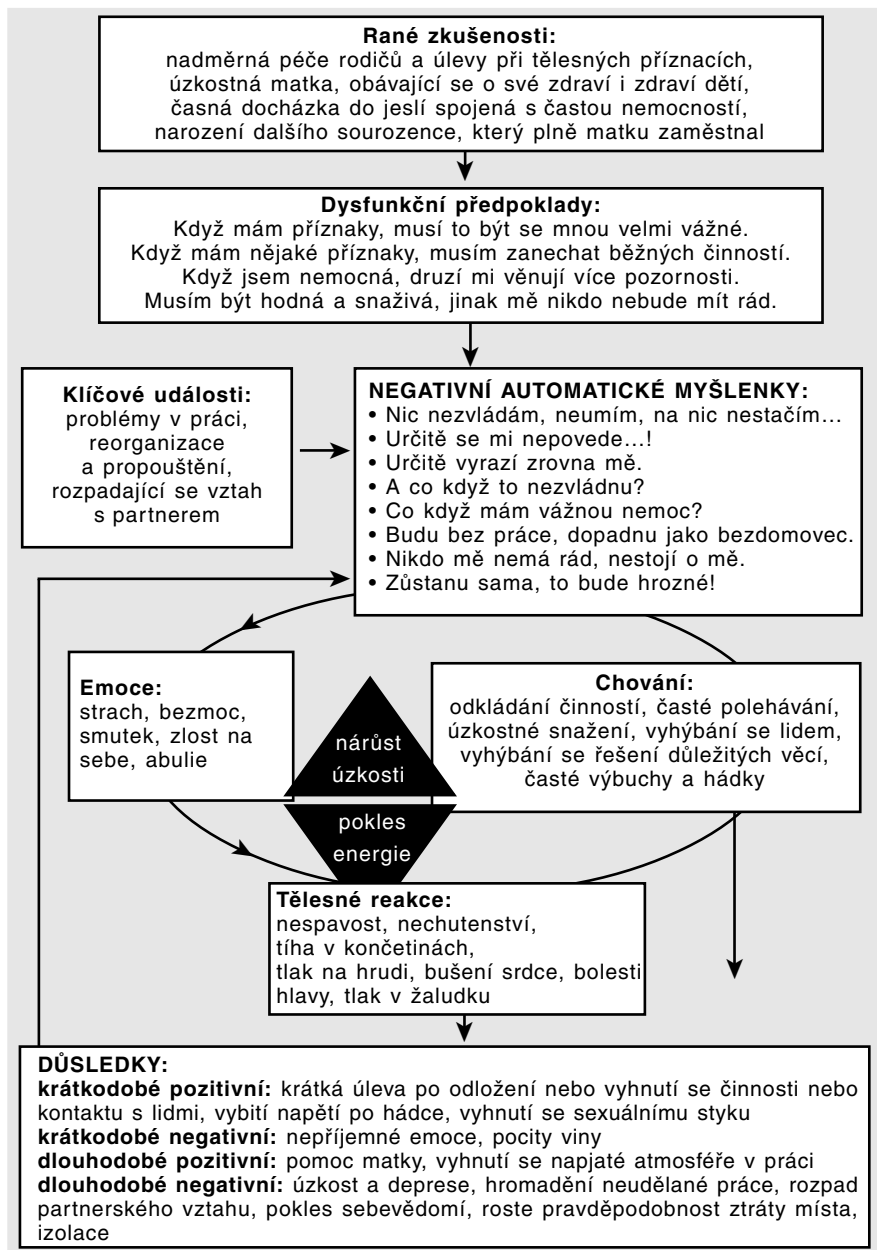 Rané zkušenosti:
nadměrná péče rodičů a úlevy při tělesných příznacích,
úzkostná matka, obávající se o své zdraví i zdraví dětí,
časná docházka do jeslí spojená s častou nemocností,
narození dalšího sourozence, který plně matku zaměstnal
Dysfunkční předpoklady:
Když mám příznaky, musí to být se mnou velmi vážné.
Když mám nějaké příznaky, musím zanechat běžných činností.
Když jsem nemocná, druzí mi věnují více pozornosti.
Musím být hodná a snaživá, jinak mě nikdo nebude mít rád.
Klíčové události:
problémy v práci,
reorganizace
a propouštění,
rozpadající se vztah
s partnerem
NEGATIVNÍ AUTOMATICKÉ MYŠLENKY:
• Nic nezvládám, neumím, na nic nestačím…
• Určitě se mi nepovede…!
• Určitě vyrazí zrovna mě.
• A co když to nezvládnu?
• Co když mám vážnou nemoc?
• Budu bez práce, dopadnu jako bezdomovec.
• Nikdo mě nemá rád, nestojí o mě.
• Zůstanu sama, to bude hrozné!
Emoce:
strach, bezmoc,
smutek, zlost na
sebe, abulie
nárůst
úzkosti
pokles
energie
Chování:
odkládání činností, časté polehávání,
úzkostné snažení, vyhýbání se lidem,
vyhýbání se řešení důležitých věcí,
časté výbuchy a hádky
Tělesné reakce:
nespavost, nechutenství,
tíha v končetinách,
tlak na hrudi, bušení srdce, bolesti
hlavy, tlak v žaludku
DŮSLEDKY:
krátkodobé pozitivní: krátká úleva po odložení nebo vyhnutí se činnosti nebo
kontaktu s lidmi, vybití napětí po hádce, vyhnutí se sexuálnímu styku
krátkodobé negativní: nepříjemné emoce, pocity viny
dlouhodobé pozitivní: pomoc matky, vyhnutí se napjaté atmosféře v práci
dlouhodobé negativní: úzkost a deprese, hromadění neudělané práce, rozpad
partnerského vztahu, pokles sebevědomí, roste pravděpodobnost ztráty místa,
izolace